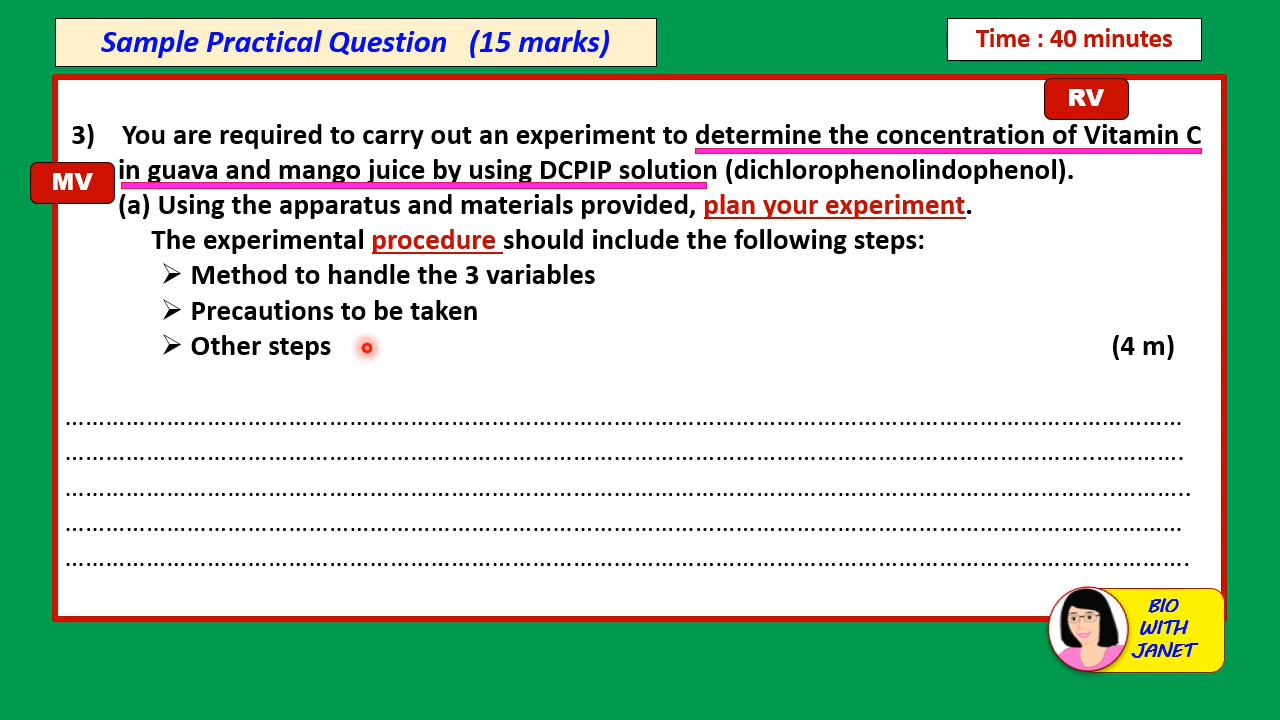 Sample Practical Question (15 marks)
Time : 40 minutes
RV
3) You are required to carry out an experiment to determine the concentration of Vitamin C
MV
in guava and mango juice by using DCPIP solution (dichlorophenolindophenol).
(a) Using the apparatus and materials provided, plan your experiment.
The experimental procedure should include the following steps:
➢ Method to handle the 3 variables
➢ Precautions to be taken
➢ Other steps (4 m)
BIO
WITH
JANET